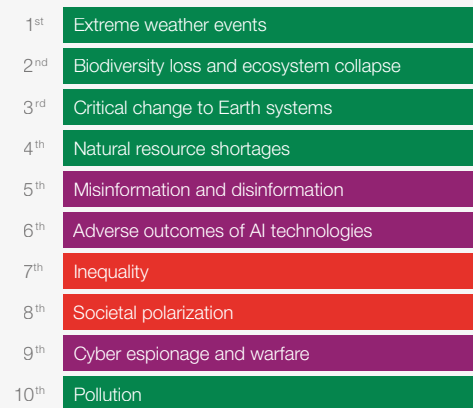 1st Extreme weather events
2nd Biodiversity loss and ecosystem collapse
3rd Critical change to Earth systems
4th Natural resource shortages
5th Misinformation and disinformation
6th Adverse outcomes of AI technologies
7th Inequality
8th Societal polarization
9th Cyber espionage and warfare
10th Pollution